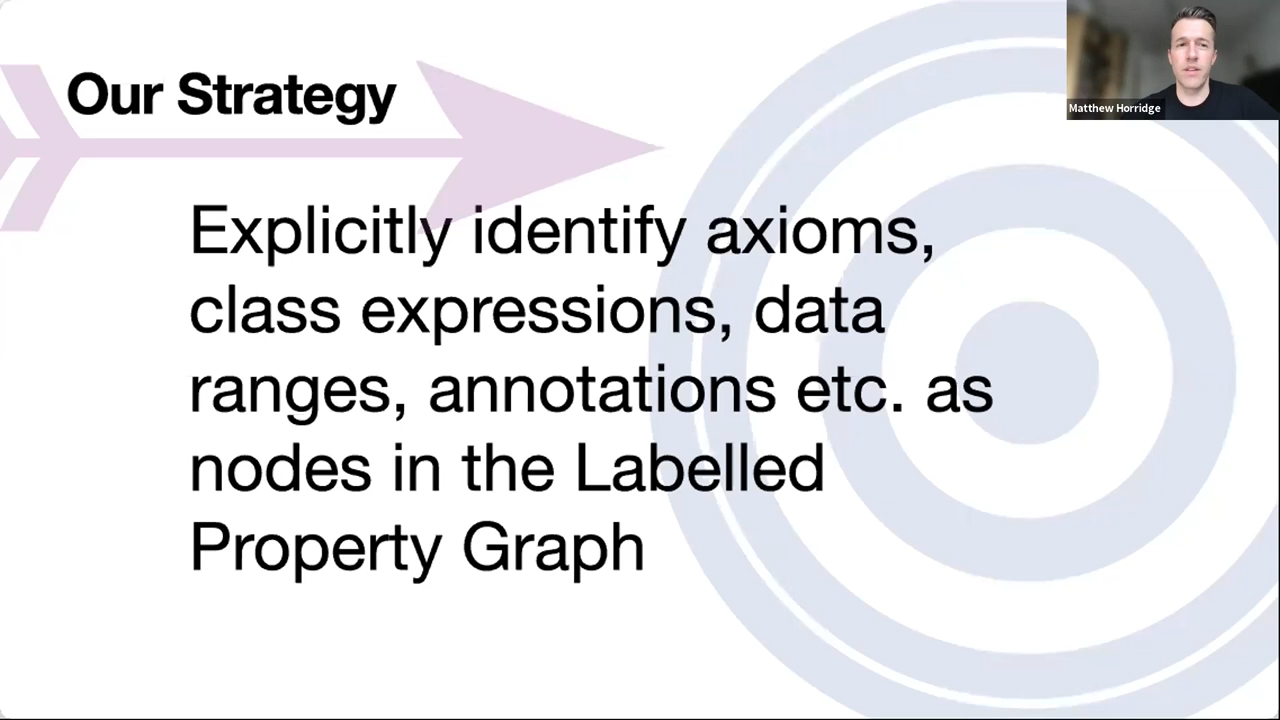 Our Strategy
Matthew Horridge
Explicitly identify axioms,
class expressions, data
ranges, annotations etc. as
nodes in the Labelled
Property Graph